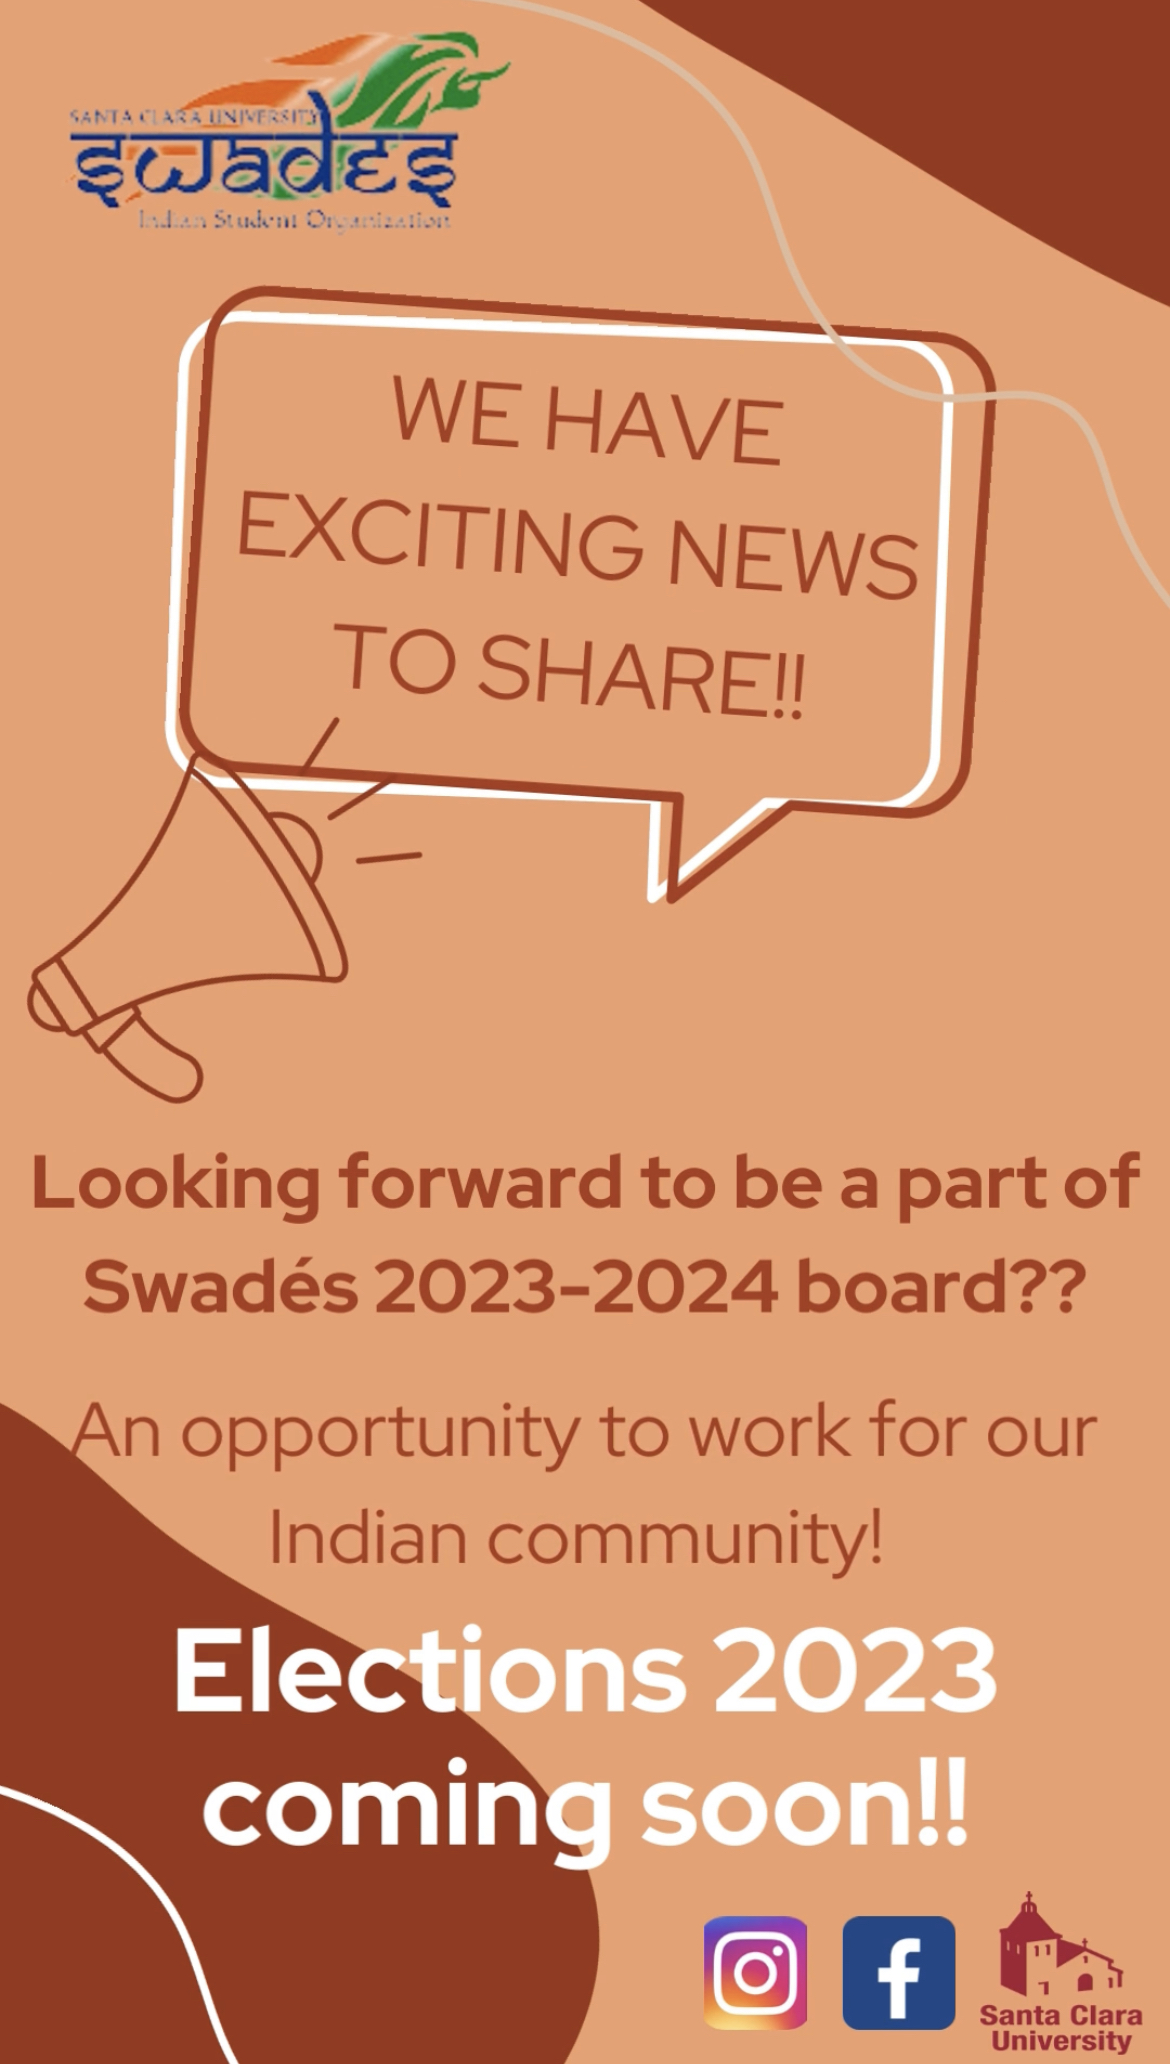 SANTA CLARA UNIVERSITY
swades
Indian Student Organization
WE HAVE
EXCITING NEWS
TO SHARE!!
Looking forward to be a part of
Swadés 2023-2024 board??
An opportunity to work for our
Indian community!
Elections 2023
coming soon!!
Santa Clara
University